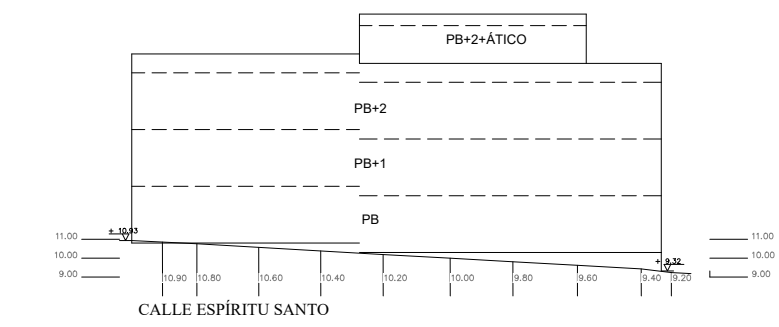 PB+2+ÁTICO
PB+2
PB+1
PB
+ 10,93
11.00
11.00
10.00
10.00
+ 9,32
9.00
9.00
10.90 10.80 10.60 10.40 10.20 10.00 9.80 9.60 9.40 9.20
CALLE ESPÍRITU SANTO